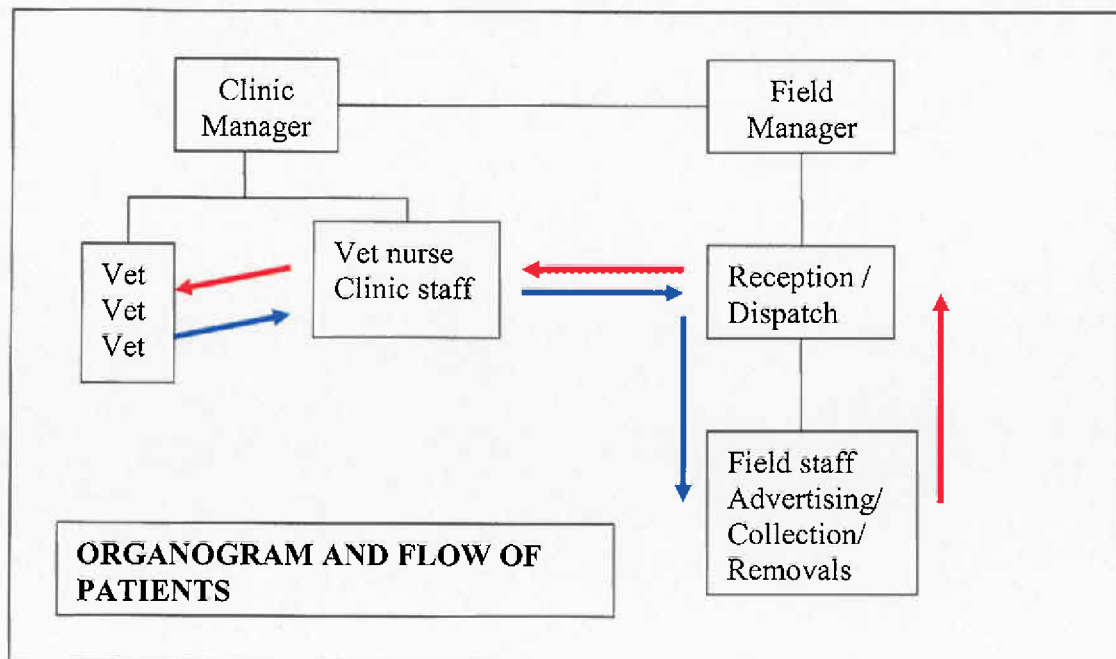 Clinic
Manager
Field
Manager
Vet
Vet
Vet
Vet nurse
Clinic staff
Reception /
Dispatch
Field staff
Advertising/
Collection/
Removals
ORGANOGRAM AND FLOW OF
PATIENTS